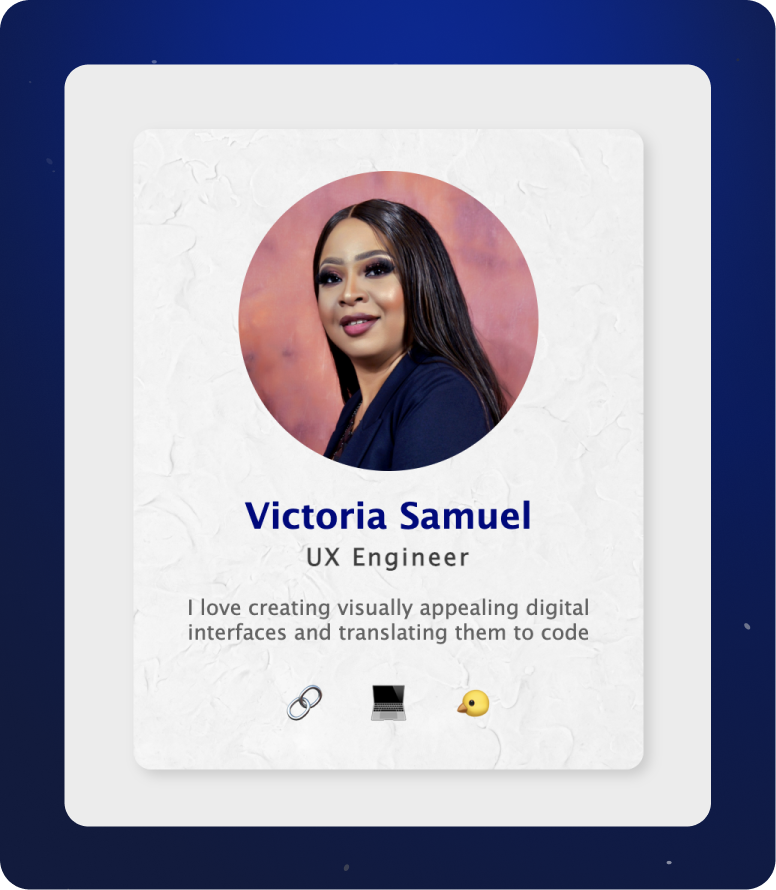 Victoria Samuel
UX Engineer
I love creating visually appealing digital
interfaces and translating them to code